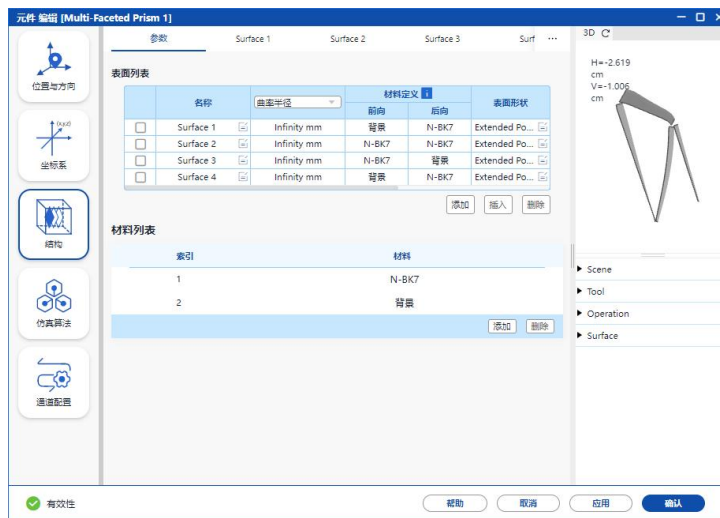 元件 编辑 [Multi-Faceted Prism 1]
参数 Surface 1 Surface 2 Surface 3 Surf ...
3D
位置与方向
坐标系
结构
仿真算法
通道配置
表面列表
名称 曲率半径 材料定义 i 表面形状
前向 后向
Surface 1 Infinity mm 背景 N-BK7 Extended Po...
Surface 2 Infinity mm N-BK7 N-BK7 Extended Po...
Surface 3 Infinity mm N-BK7 背景 Extended Po...
Surface 4 Infinity mm 背景 N-BK7 Extended Po...
添加 插入 删除
材料列表
索引 材料
1 N-BK7
2 背景
添加 删除
H=-2.619
cm
V=-1.006
cm
Scene
Tool
Operation
Surface
有效性
帮助 取消 应用 确认